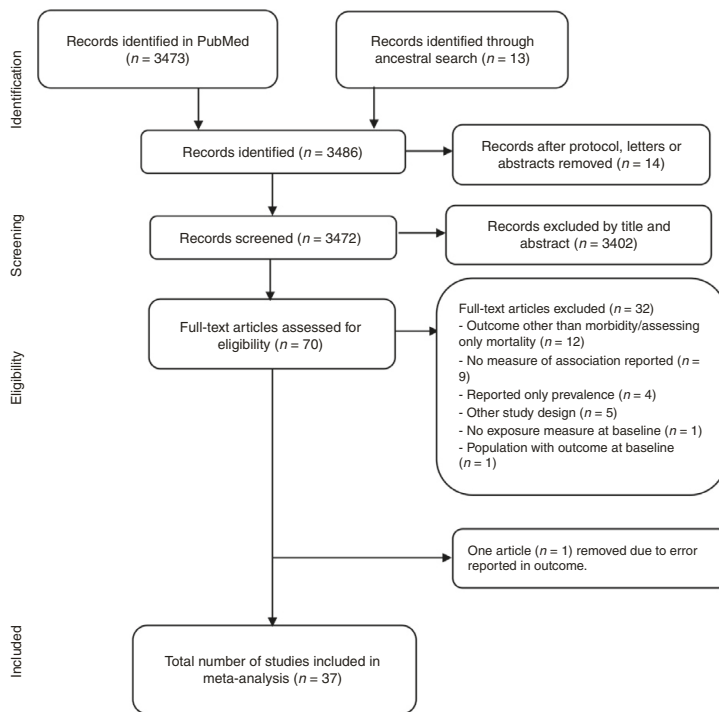 Identification
Records identified in PubMed
(n = 3473)
Records identified through
ancestral search (n = 13)
Records identified (n = 3486)
Records after protocol, letters or
abstracts removed (n = 14)
Screening
Records screened (n = 3472)
Records excluded by title and
abstract (n = 3402)
Eligibility
Full-text articles assessed for
eligibility (n = 70)
Full-text articles excluded (n = 32)
- Outcome other than morbidity/assessing
only mortality (n = 12)
- No measure of association reported (n =
9)
- Reported only prevalence (n = 4)
- Other study design (n = 5)
- No exposure measure at baseline (n = 1)
- Population with outcome at baseline
(n = 1)
One article (n = 1) removed due to error
reported in outcome.
Included
Total number of studies included in
meta-analysis (n = 37)